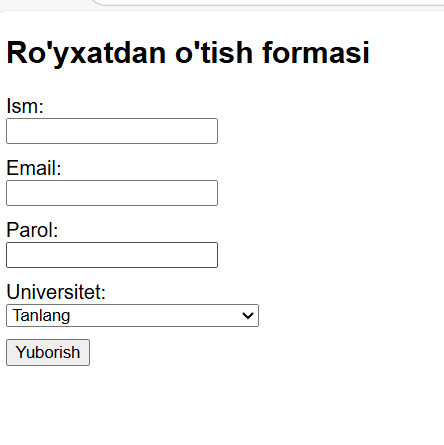 Ro'yxatdan o'tish formasi
Ism:
Email:
Parol:
Universitet:
Tanlang
Yuborish